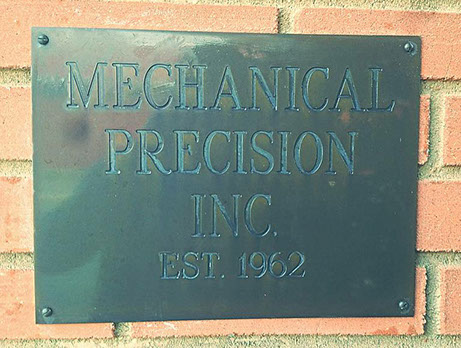 MECHANICAL
PRECISION
INC.
EST. 1962